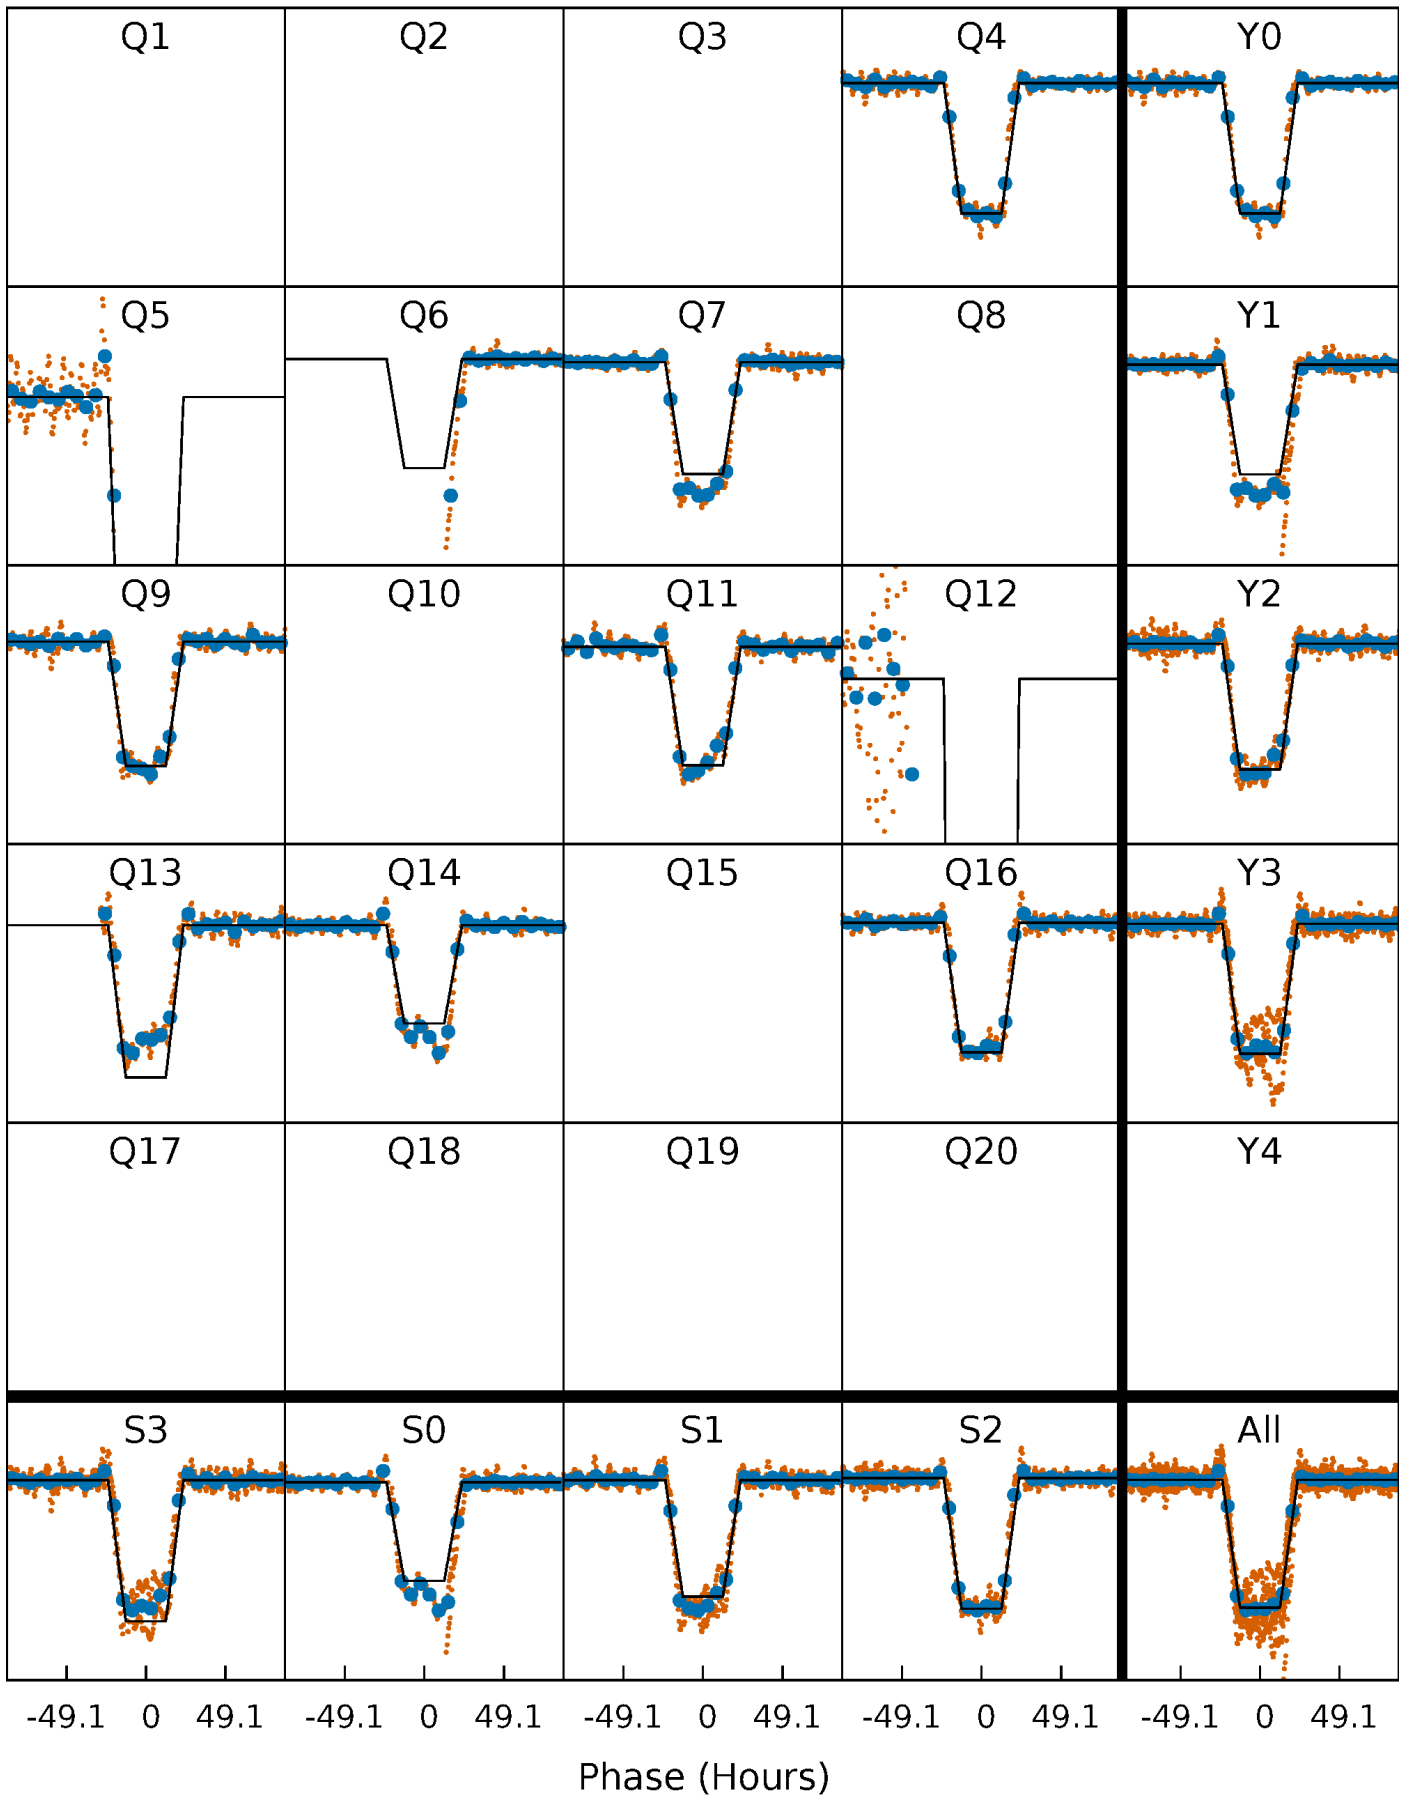 Q1 Q2 Q3 Q4 Y0
Q5 Q6 Q7 Q8 Y1
Q9 Q10 Q11 Q12 Y2
Q13 Q14 Q15 Q16 Y3
Q17 Q18 Q19 Q20 Y4
S3 S0 S1 S2 All
-49.1 0 49.1 -49.1 0 49.1 -49.1 0 49.1 -49.1 0 49.1 -49.1 0 49.1
Phase (Hours)